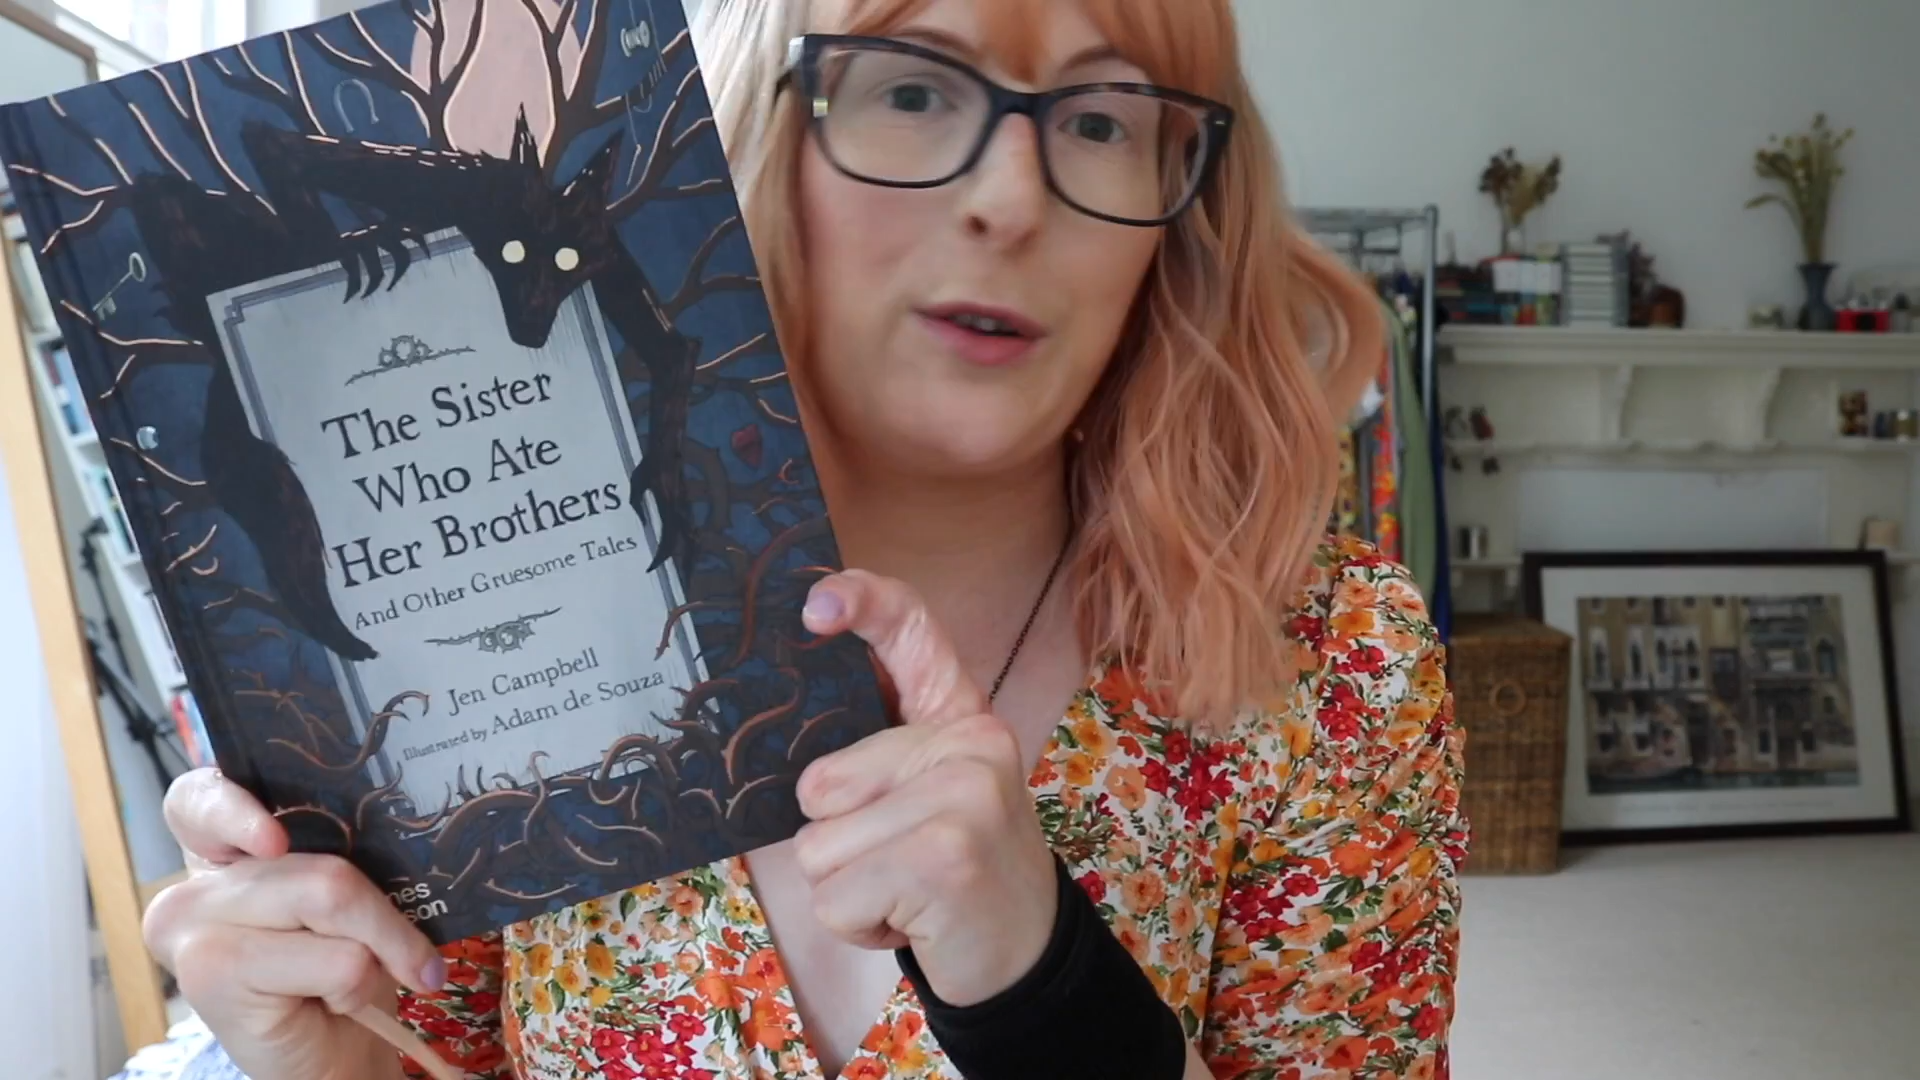 The Sister
Who Ate
Her Brothers
And Other Gruesome Tales
Jen Campbell
Illustrated by Adam de Souza